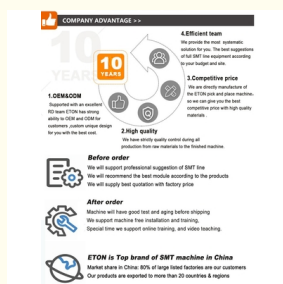 COMPANY ADVANTAGE >>
10
YEARS
10
YEARS
4.Efficient team
We provide the most systematic
solution for you. The best suggestions
of full SMT line equipment according
to your budget and site.
3.Competitive price
We are directly manufacture of
the ETON pick and place machine,
so we can give you the best
competitive price with high quality
materials .
1.OEM&ODM
Supported with an excellent
RD team ETON has strong
ability to OEM and ODM for
customers ,custom unique design
for you with the best cost.
2.High quality
We have strictly quality control during all
production from raw materials to the finished machine.
Before order
We will support professional suggestion of SMT line
We will recommend the best module according to the products
We will supply best quotation with factory price
After order
Machine will have good test and aging before shipping
We support machine free installation and training,
Special time we support online training, and video teaching.
ETON is Top brand of SMT machine in China
Market share in China: 80% of large listed factories are our customers
Our products are exported to more than 20 countries & regions